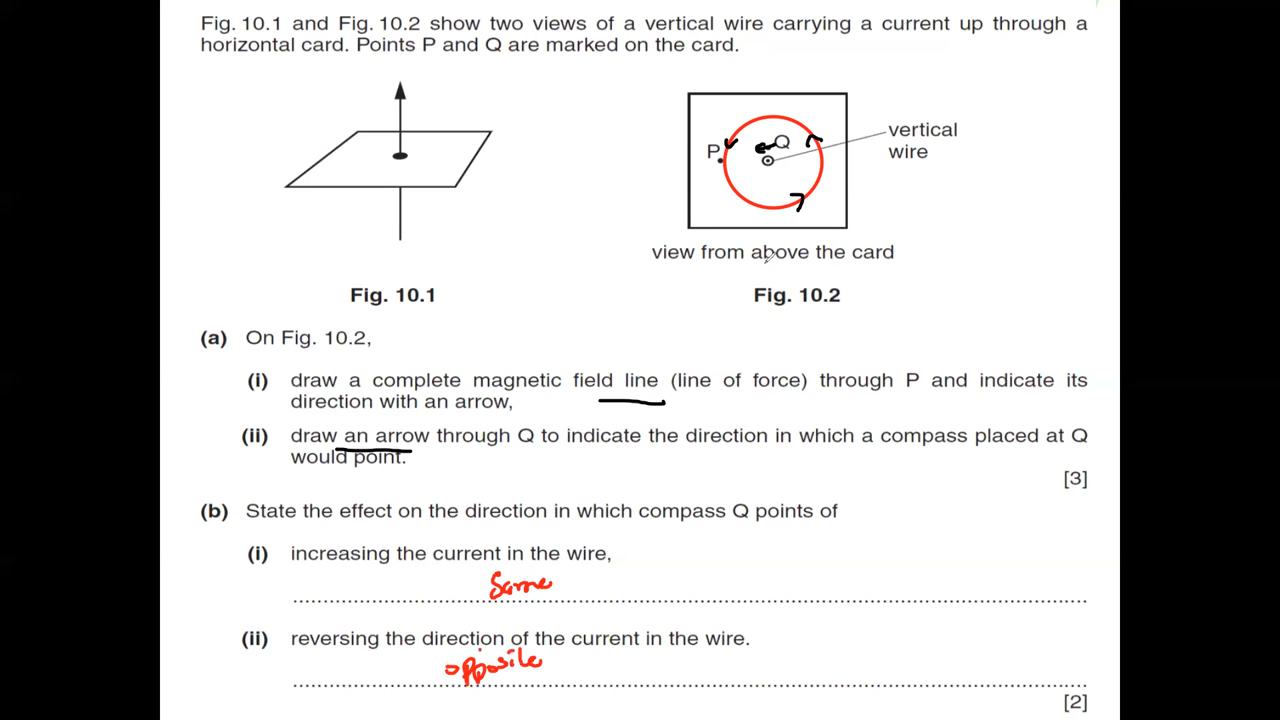 Fig. 10.1 and Fig. 10.2 show two views of a vertical wire carrying a current up through a
horizontal card. Points P and Q are marked on the card.
P
Q
vertical
wire
view from above the card
Fig. 10.1
Fig. 10.2
(a) On Fig. 10.2,
(i) draw a complete magnetic field line (line of force) through P and indicate its
direction with an arrow,
(ii) draw an arrow through Q to indicate the direction in which a compass placed at Q
would point.
[3]
(b) State the effect on the direction in which compass Q points of
(i) increasing the current in the wire,
Same
(ii) reversing the direction of the current in the wire.
opposite
[2]